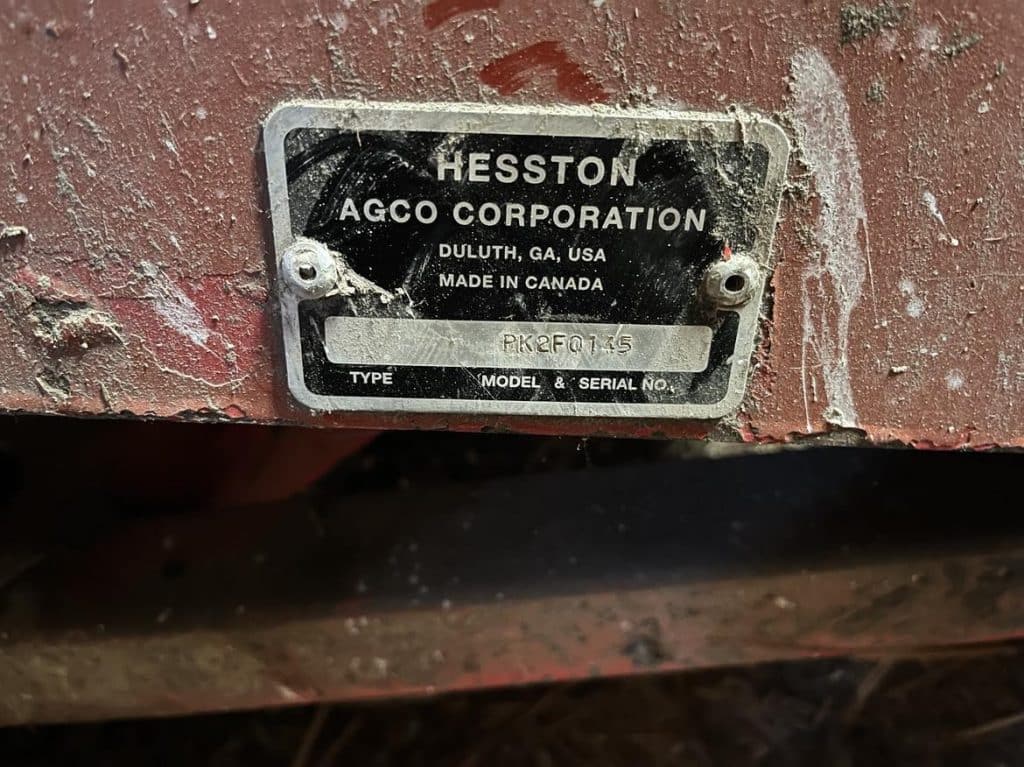 HESSTON
AGCO CORPORATION
DULUTH, GA, USA
MADE IN CANADA
PK2F0145
TYPE MODEL & SERIAL NO.